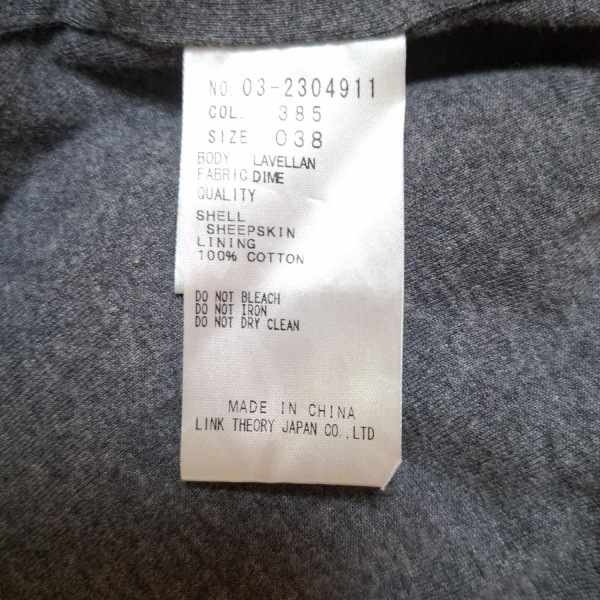 NO. 03-2304911
COL. 385
SIZE 038
BODY LAVELLAN
FABRIC DIME
QUALITY
SHELL
SHEEPSKIN
LINING
100% COTTON
DO NOT BLEACH
DO NOT IRON
DO NOT DRY CLEAN
MADE IN CHINA
LINK THEORY JAPAN CO.,LTD